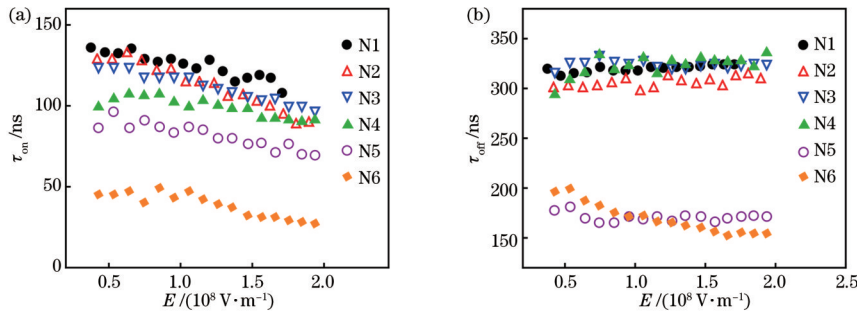 (a)
150
100
50
0
τon /ns
0.5 1.0 1.5 2.0
E /(10⁸ V·m⁻¹)
N1
N2
N3
N4
N5
N6
(b)
350
300
250
200
150
τoff /ns
0.5 1.0 1.5 2.0 2.5
E /(10⁸ V·m⁻¹)
N1
N2
N3
N4
N5
N6